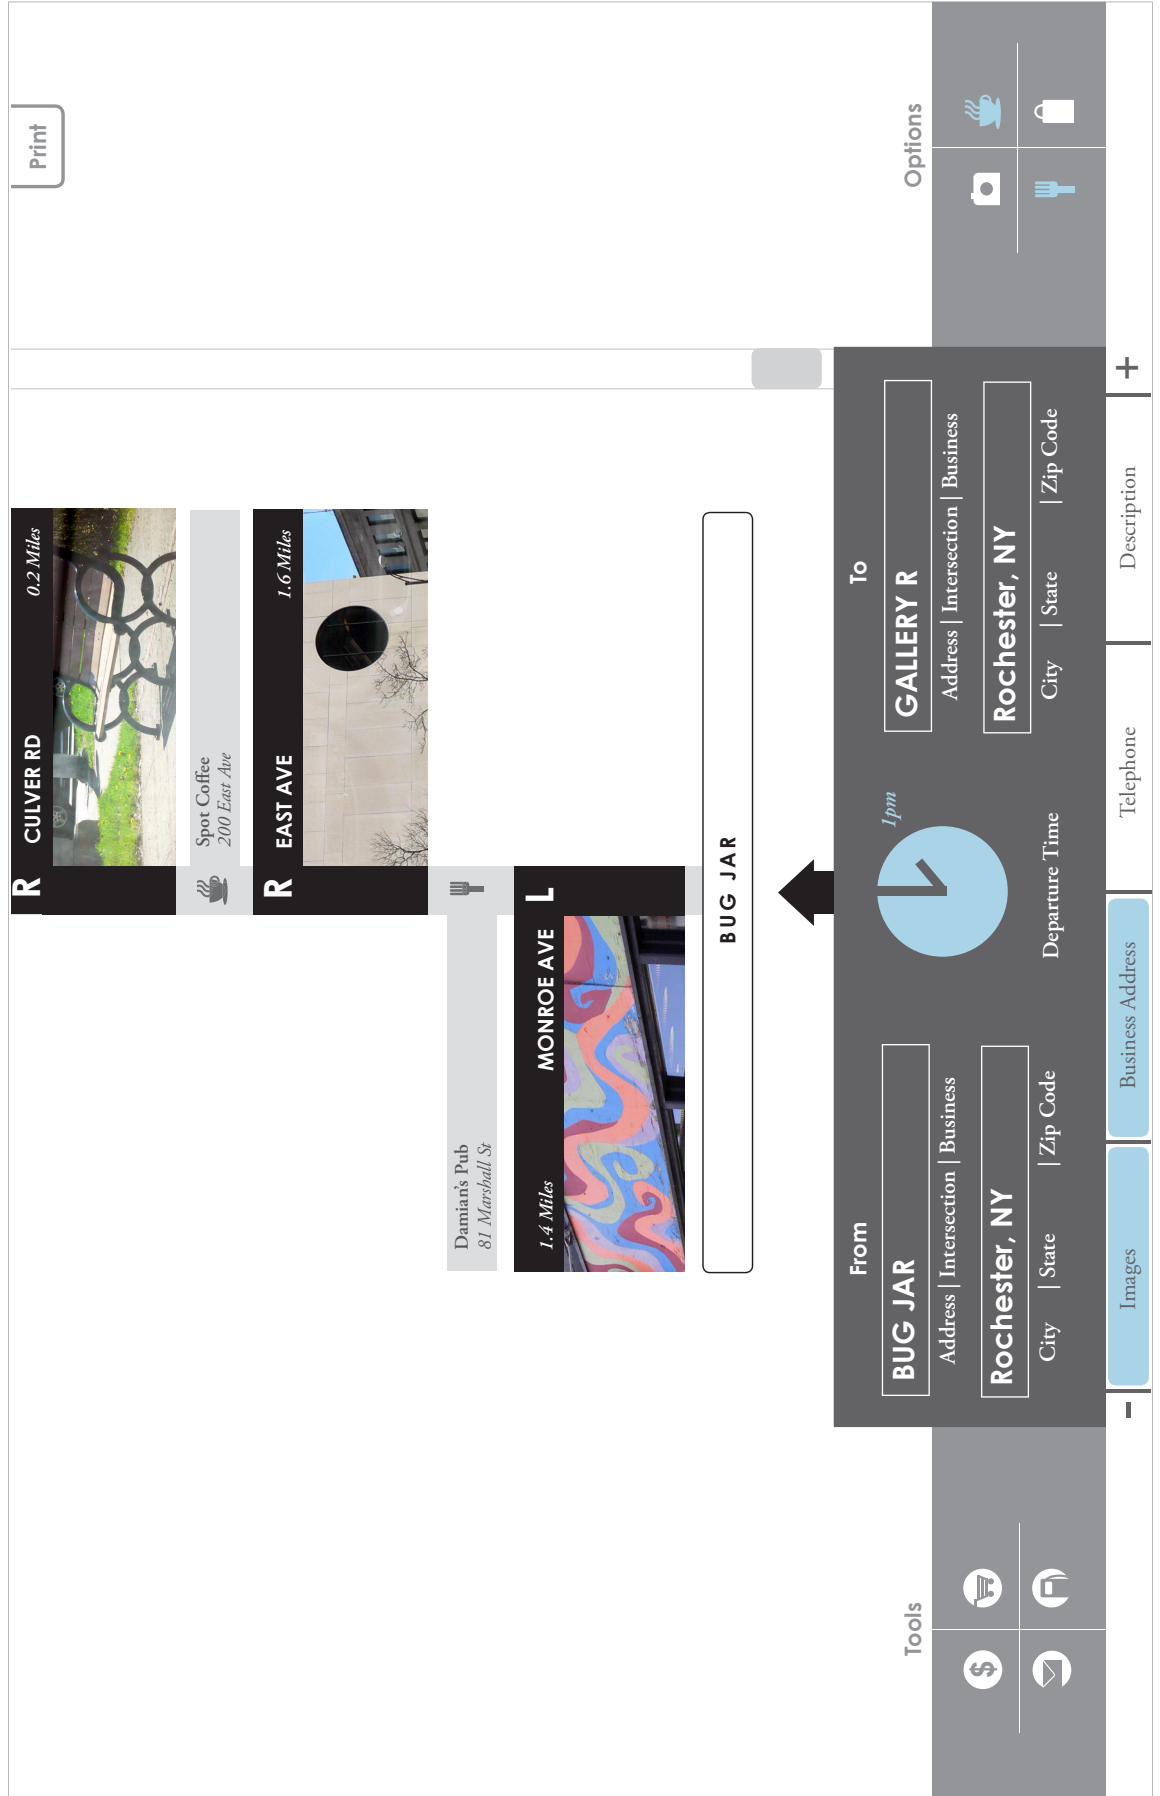 Print
R
CULVER RD
0.2 Miles
Spot Coffee
200 East Ave
R
EAST AVE
1.6 Miles
Damian's Pub
81 Marshall St
1.4 Miles
MONROE AVE
L
BUG JAR
Tools
$
From
BUG JAR
Address | Intersection | Business
Rochester, NY
City | State | Zip Code
1pm
Departure Time
To
GALLERY R
Address | Intersection | Business
Rochester, NY
City | State | Zip Code
Options
-
Images
Business Address
Telephone
Description
+